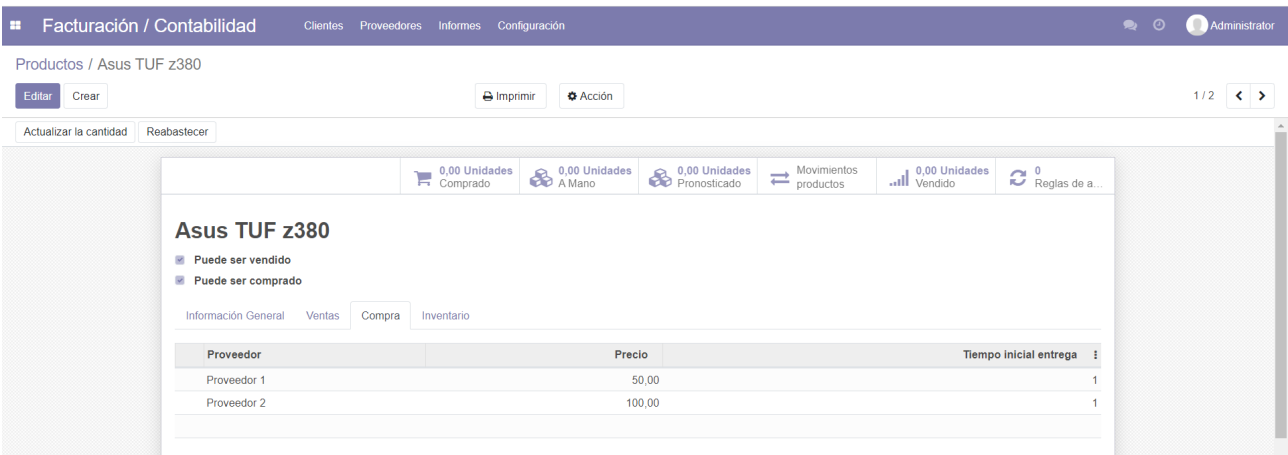 Facturación / Contabilidad Clientes Proveedores Informes Configuración Administrator
Productos / Asus TUF z380
Editar Crear Imprimir Acción 1 / 2
Actualizar la cantidad Reabastecer
0,00 Unidades 0,00 Unidades 0,00 Unidades Movimientos 0,00 Unidades 0
Comprado A Mano Pronosticado productos Vendido Reglas de a...
Asus TUF z380
Puede ser vendido
Puede ser comprado
Información General Ventas Compra Inventario
Proveedor Precio Tiempo inicial entrega
Proveedor 1 50,00 1
Proveedor 2 100,00 1